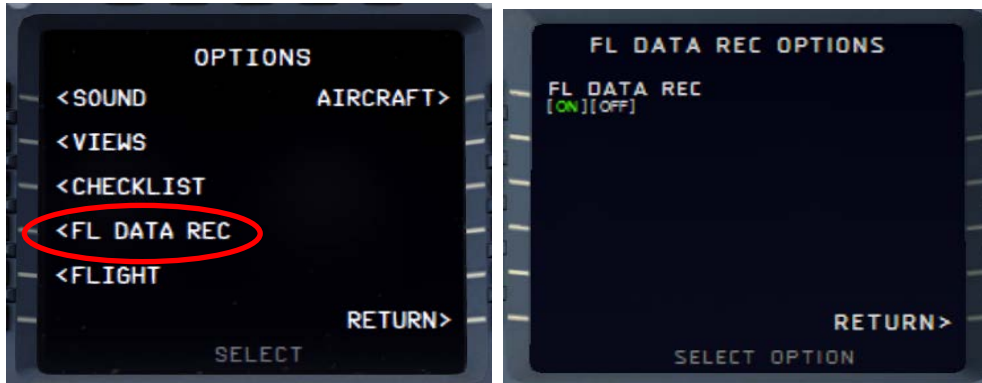 OPTIONS
<SOUND AIRCRAFT>
<VIEWS
<CHECKLIST
<FL DATA REC
<FLIGHT
RETURN>
SELECT
FL DATA REC OPTIONS
FL DATA REC
[ON][OFF]
RETURN>
SELECT OPTION